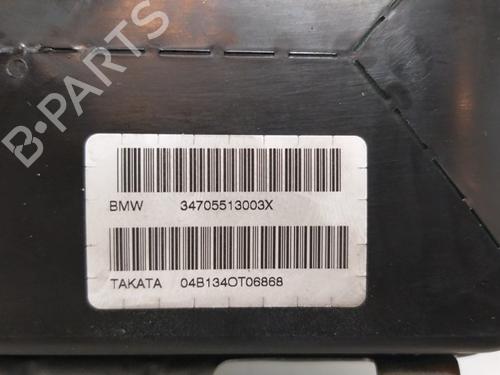 B-PARTS
BMW 34705513003X
TAKATA 04B134OT06868